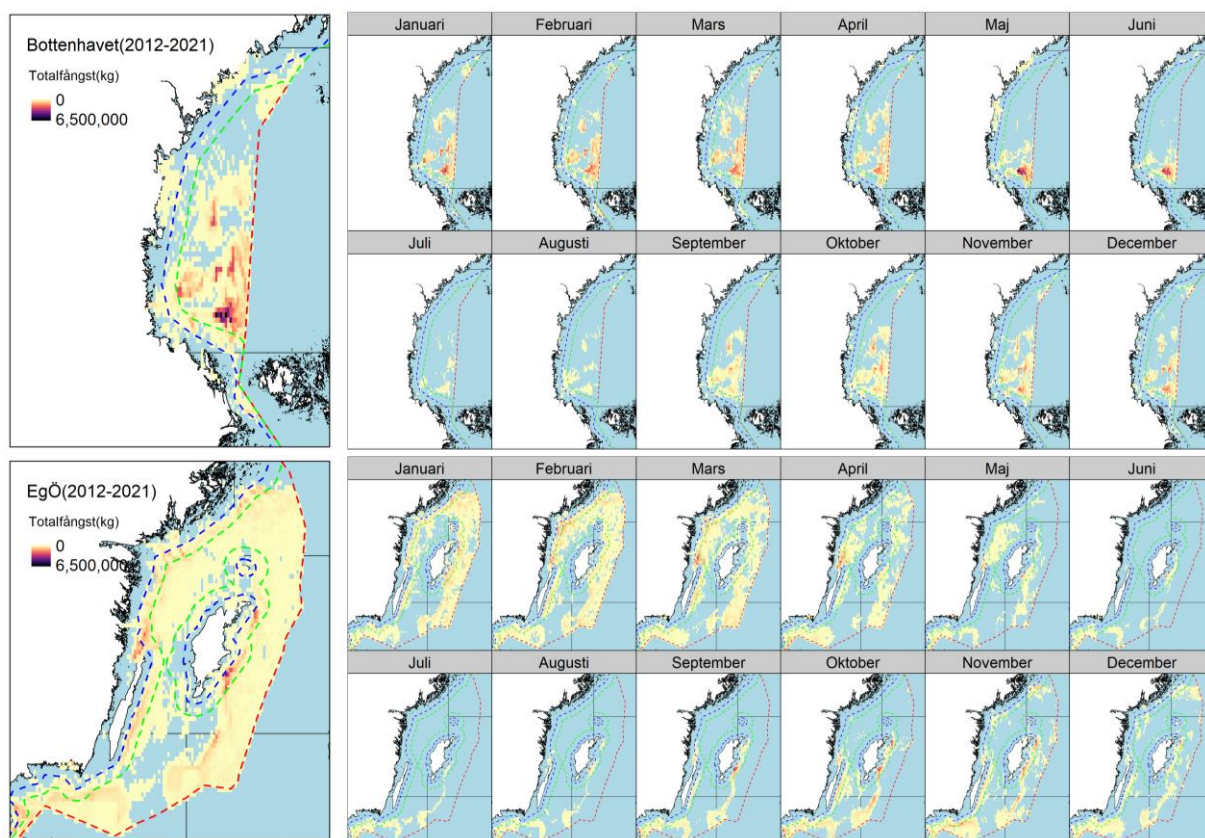 Bottenhavet(2012-2021)
Totalfångst(kg)
0
6,500,000
Januari
Februari
Mars
April
Maj
Juni
Juli
Augusti
September
Oktober
November
December
EgÖ(2012-2021)
Totalfångst(kg)
0
6,500,000
Januari
Februari
Mars
April
Maj
Juni
Juli
Augusti
September
Oktober
November
December